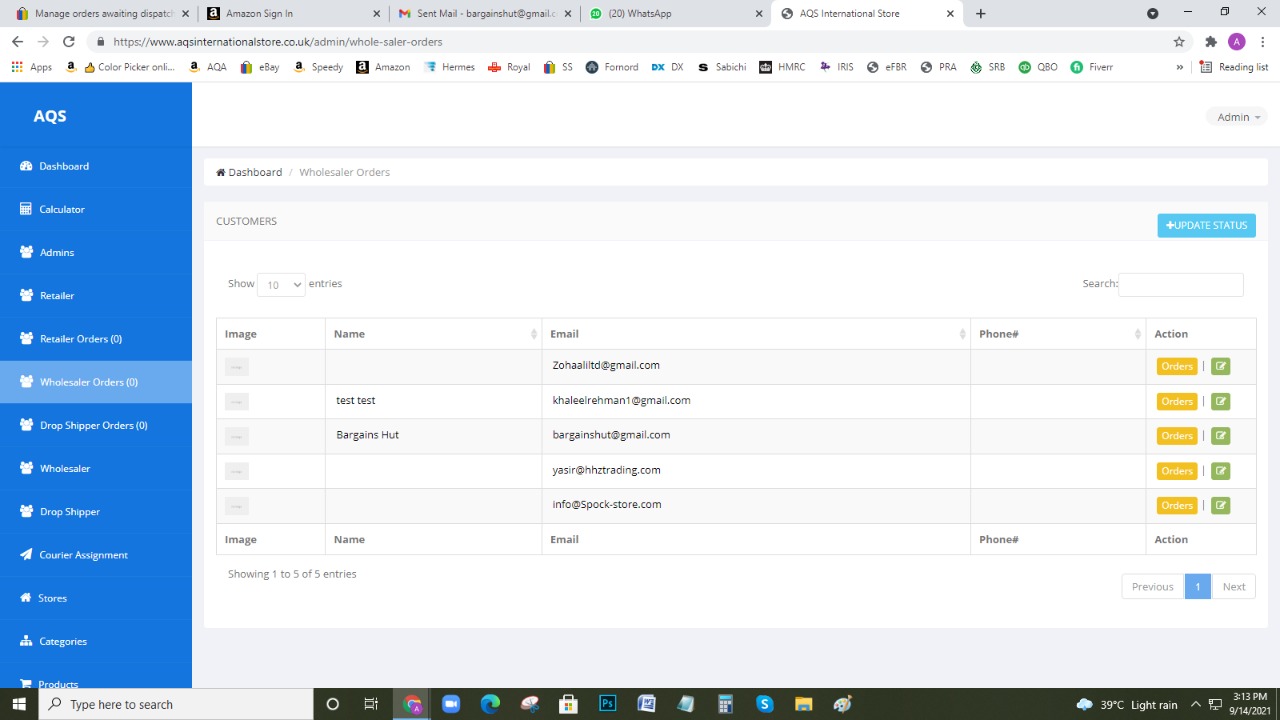 Manage orders awaiting dispatch
Amazon Sign In
Sent Mail - bargainshut@gmail.c
(20) WhatsApp
AQS International Store
https://www.aqsinternationalstore.co.uk/admin/whole-saler-orders
A
Apps
Color Picker onli...
AQA
eBay
Speedy
Amazon
Hermes
Royal
SS
Fornord
DX DX
Sabichi
HMRC
IRIS
eFBR
PRA
SRB
QBO
Fiverr
»
Reading list
AQS
Admin
Dashboard
Calculator
Admins
Retailer
Retailer Orders (0)
Wholesaler Orders (0)
Drop Shipper Orders (0)
Wholesaler
Drop Shipper
Courier Assignment
Stores
Categories
Products
Dashboard / Wholesaler Orders
CUSTOMERS
+UPDATE STATUS
Show 10 entries
Search:
Image Name Email Phone# Action
Zohaaliltd@gmail.com Orders |
test test khaleelrehman1@gmail.com Orders |
Bargains Hut bargainshut@gmail.com Orders |
yasir@hhztrading.com Orders |
info@Spock-store.com Orders |
Image Name Email Phone# Action
Showing 1 to 5 of 5 entries
Previous 1 Next
Type here to search
Ps
39°C Light rain
3:13 PM
9/14/2021